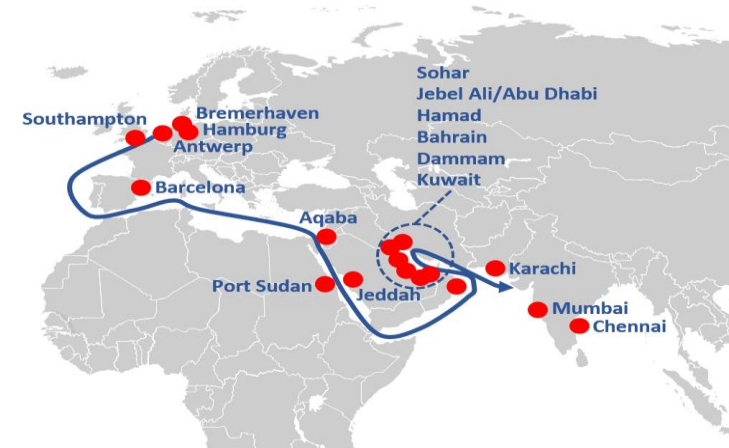 Sohar
Jebel Ali/Abu Dhabi
Hamad
Bahrain
Dammam
Kuwait
Southampton
Bremerhaven
Hamburg
Antwerp
Barcelona
Aqaba
Port Sudan
Jeddah
Karachi
Mumbai
Chennai